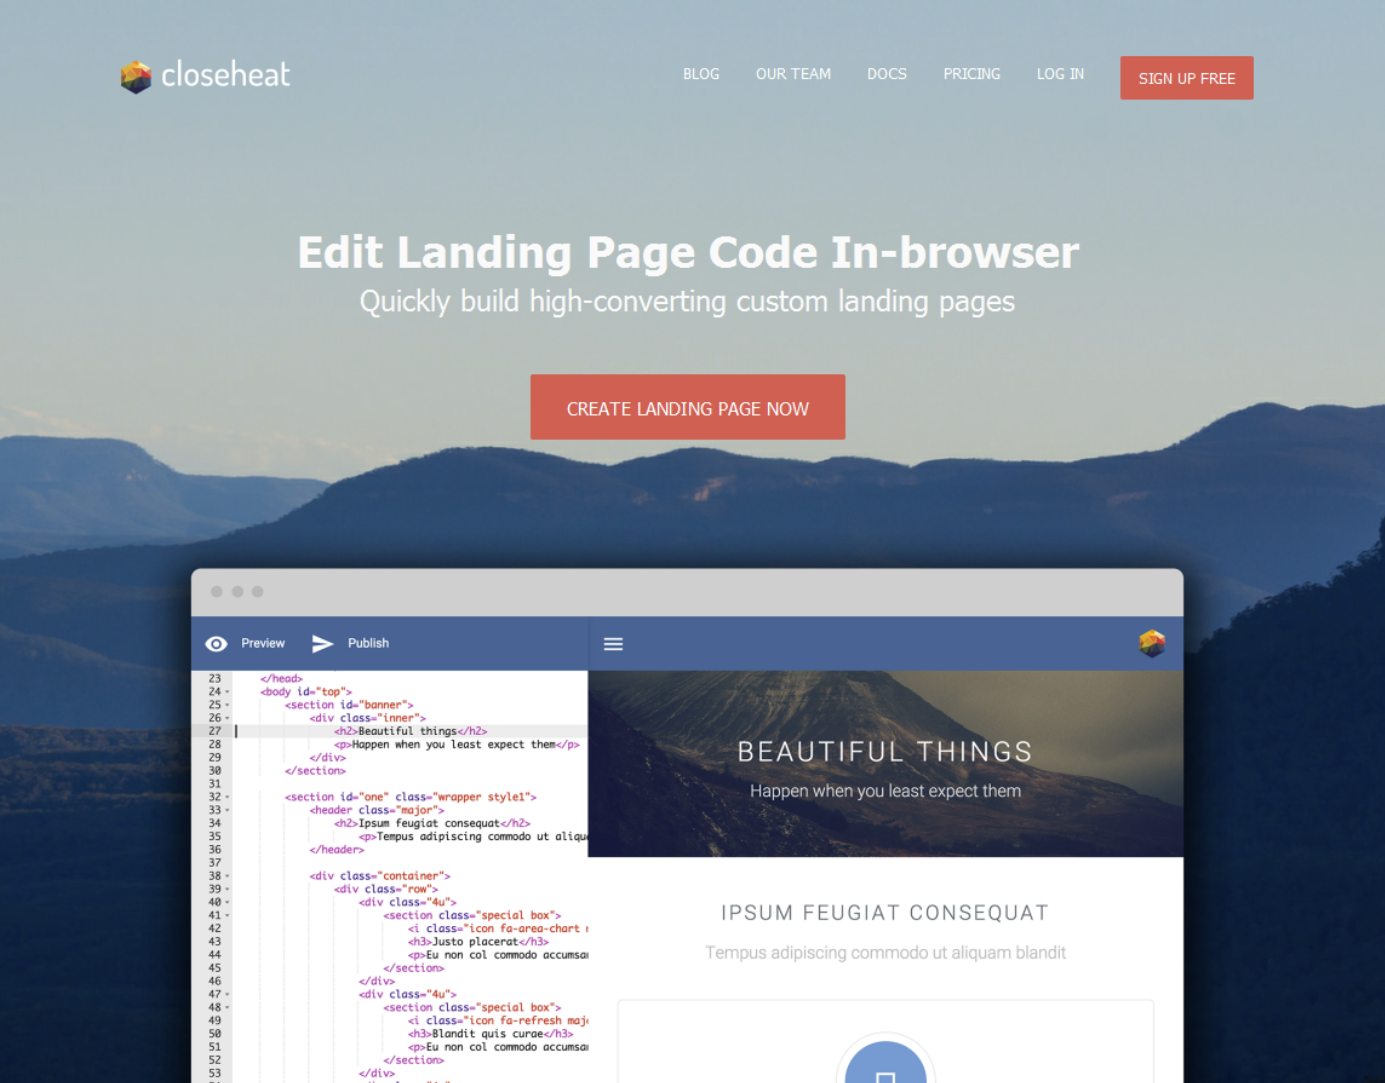 closeheat
BLOG OUR TEAM DOCS PRICING LOG IN SIGN UP FREE
Edit Landing Page Code In-browser
Quickly build high-converting custom landing pages
CREATE LANDING PAGE NOW
Preview Publish
23 </head>
24 <body id="top">
25 <section id="banner">
26 <div class="inner">
27 <h2>Beautiful things</h2>
28 <p>Happen when you least expect them</p>
29 </div>
30 </section>
31
32 <section id="one" class="wrapper style1">
33 <header class="major">
34 <h2>Ipsum feugiat consequat</h2>
35 <p>Tempus adipiscing commodo ut aliqu
36 </header>
37
38 <div class="container">
39 <div class="row">
40 <div class="4u">
41 <section class="special box">
42 <i class="icon fa-area-chart
43 <h3>Justo placerat</h3>
44 <p>Eu non col commodo accumsa
45 </section>
46 </div>
47 <div class="4u">
48 <section class="special box">
49 <i class="icon fa-refresh maj
50 <h3>Blandit quis curae</h3>
51 <p>Eu non col commodo accumsa
52 </section>
53 </div>
BEAUTIFUL THINGS
Happen when you least expect them
IPSUM FEUGIAT CONSEQUAT
Tempus adipiscing commodo ut aliquam blandit